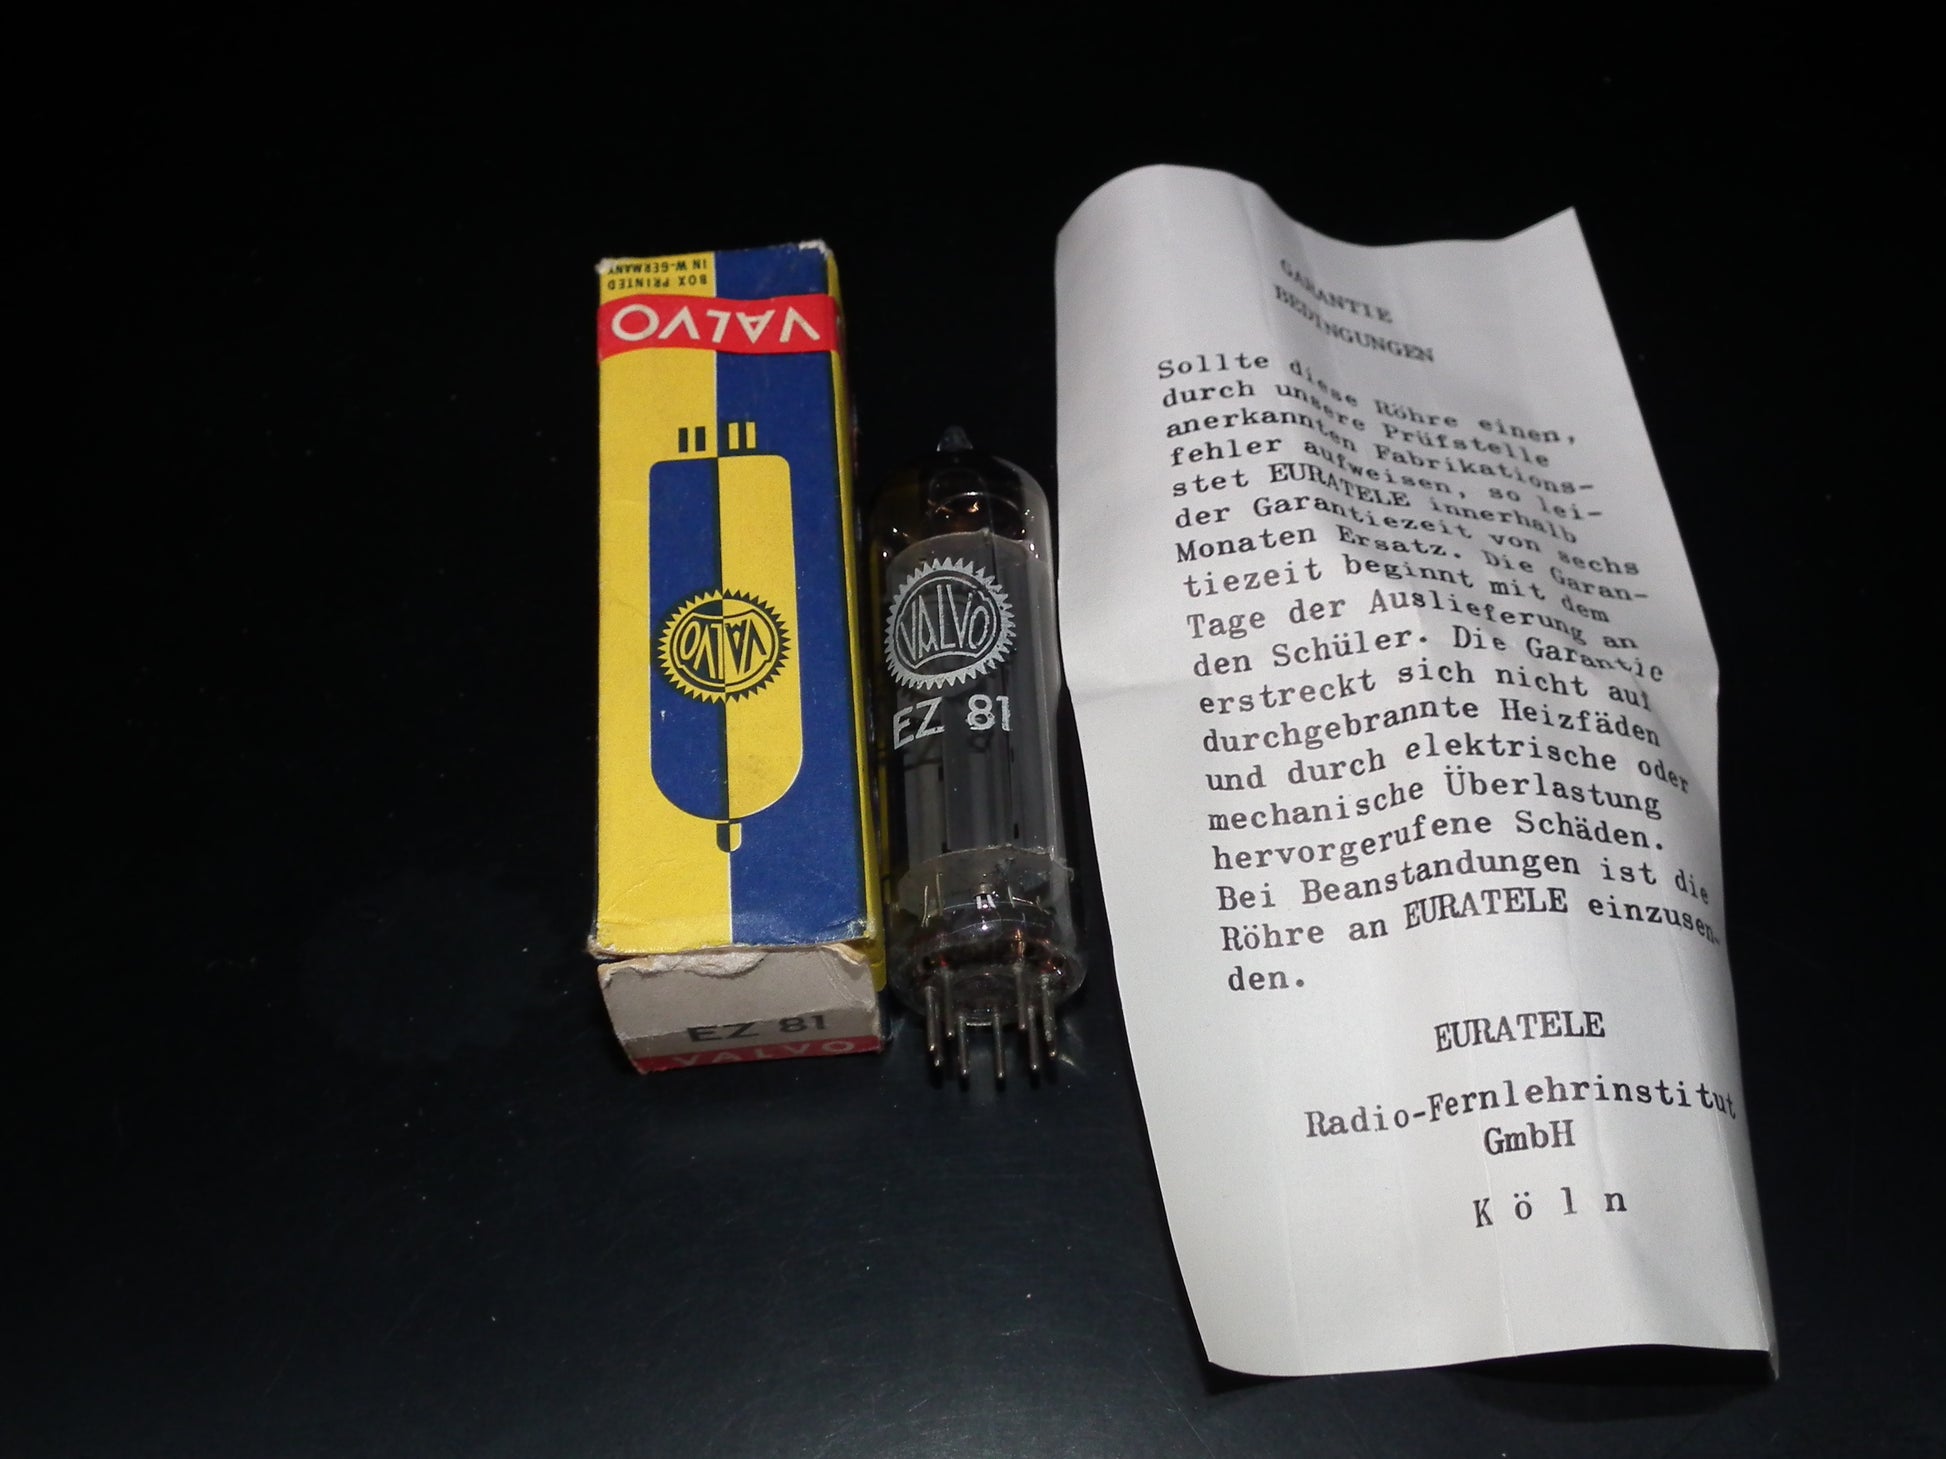 BOX PRINTED
IN W.-GERMANY
VALVO
VALVO
EZ 81
VALVO
VALVO
EZ 81
GARANTIE
BEDINGUNGEN
Sollte diese Röhre einen,
durch unsere Prüfstelle
anerkannten Fabrikations-
fehler aufweisen, so lei-
stet EURATELE innerhalb
der Garantiezeit von sechs
Monaten Ersatz. Die Garan-
tiezeit beginnt mit dem
Tage der Auslieferung an
den Schüler. Die Garantie
erstreckt sich nicht auf
durchgebrannte Heizfäden
und durch elektrische oder
mechanische Überlastung
hervorgerufene Schäden.
Bei Beanstandungen ist die
Röhre an EURATELE einzusen-
den.
EURATELE
Radio-Fernlehrinstitut
GmbH
Köln